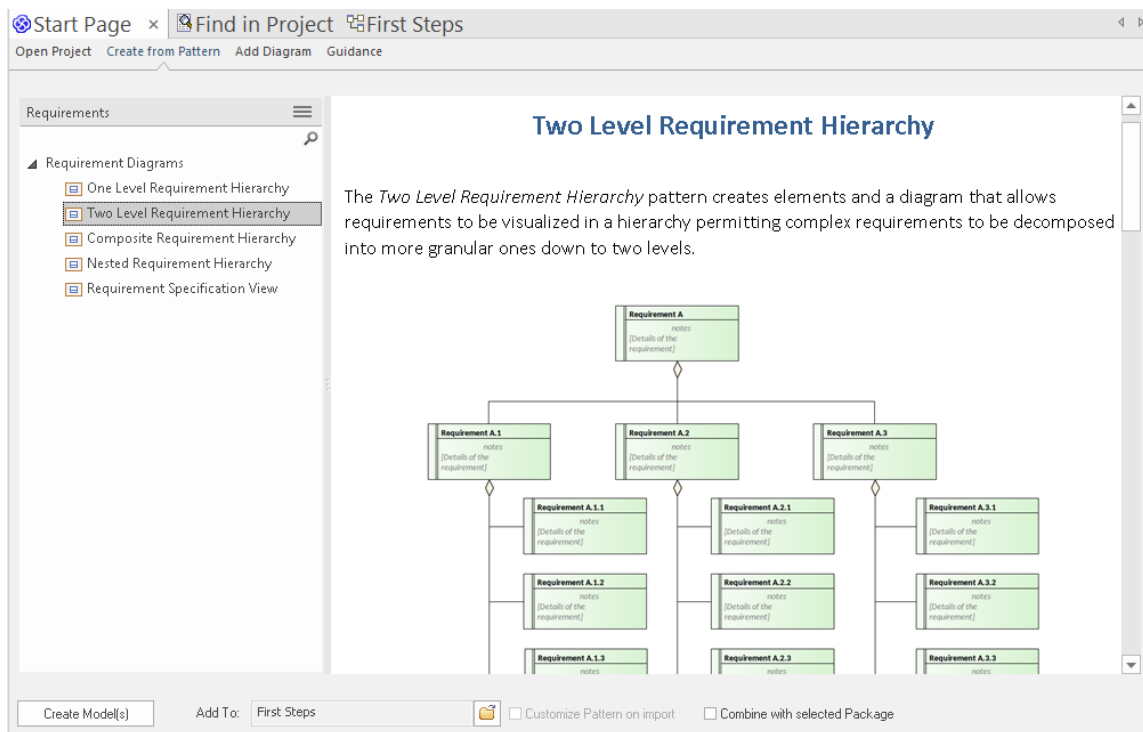 Start Page × Find in Project First Steps
Open Project Create from Pattern Add Diagram Guidance
Requirements
Requirement Diagrams
One Level Requirement Hierarchy
Two Level Requirement Hierarchy
Composite Requirement Hierarchy
Nested Requirement Hierarchy
Requirement Specification View
Two Level Requirement Hierarchy
The Two Level Requirement Hierarchy pattern creates elements and a diagram that allows
requirements to be visualized in a hierarchy permitting complex requirements to be decomposed
into more granular ones down to two levels.
Requirement A
notes
[Details of the
requirement]
Requirement A.1
notes
[Details of the
requirement]
Requirement A.2
notes
[Details of the
requirement]
Requirement A.3
notes
[Details of the
requirement]
Requirement A.1.1
notes
[Details of the
requirement]
Requirement A.2.1
notes
[Details of the
requirement]
Requirement A.3.1
notes
[Details of the
requirement]
Requirement A.1.2
notes
[Details of the
requirement]
Requirement A.2.2
notes
[Details of the
requirement]
Requirement A.3.2
notes
[Details of the
requirement]
Requirement A.1.3
notes
Requirement A.2.3
notes
Requirement A.3.3
notes
Create Model(s) Add To: First Steps Customize Pattern on import Combine with selected Package